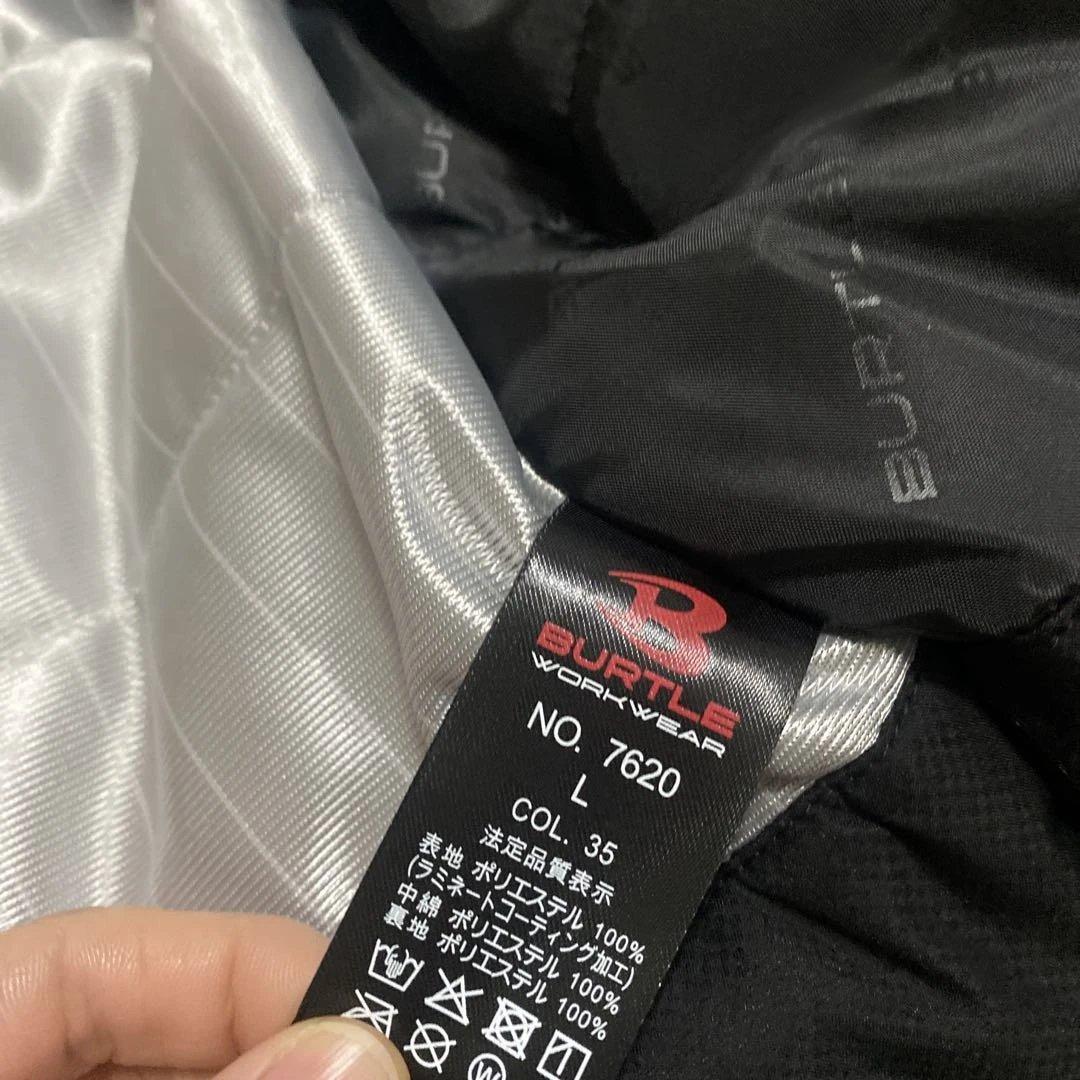 BUR
BURTLE
B
BURTLE
WORKWEAR
NO. 7620
L
COL. 35
法定品質表示
表地 ポリエステル 100%
(ラミネートコーティング加工)
中綿 ポリエステル 100%
裏地 ポリエステル 100%
W